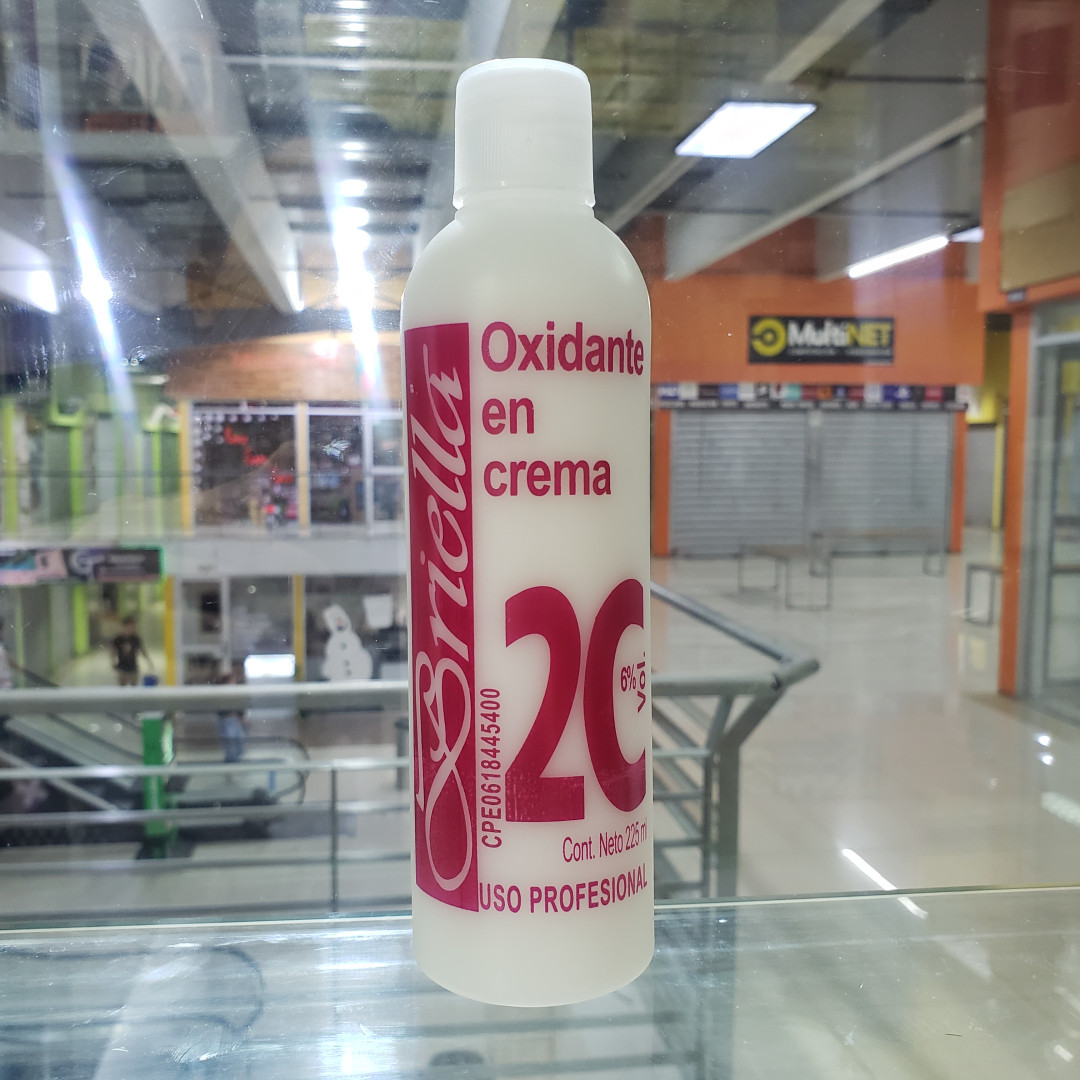 Oxidante
en
crema
Briella
20
6%
vol.
CPE0618445400
Cont. Neto 225 ml
USO PROFESIONAL
MultiNET